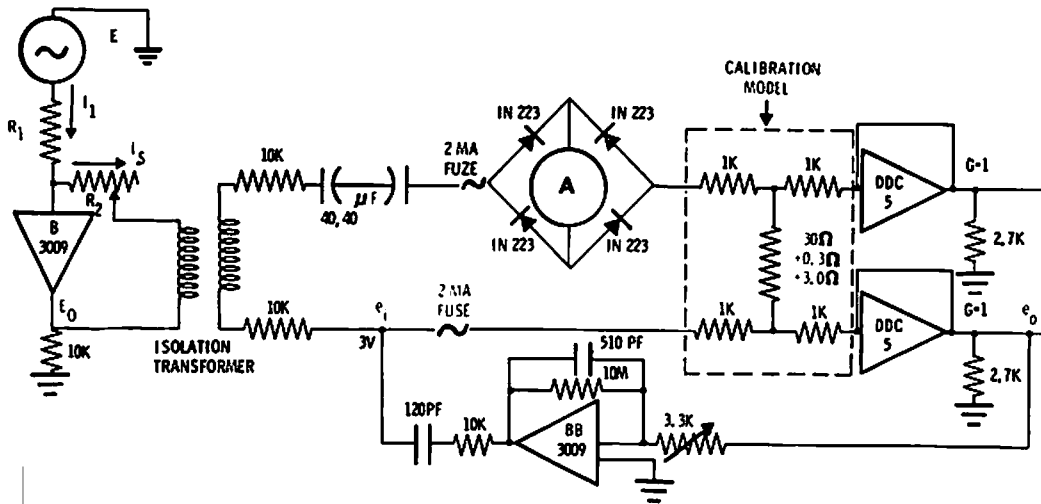 E
I1
R1
IS
R2
B
3009
EO
10K
ISOLATION
TRANSFORMER
10K
40, 40
μF
10K
2 MA
FUZE
IN 223
IN 223
A
IN 223
IN 223
CALIBRATION
MODEL
1K
1K
30Ω
+0, 3Ω
+3, 0Ω
1K
1K
DDC
5
G=1
2, 7K
DDC
5
G=1
eo
2, 7K
e1
3V
2 MA
FUSE
510 PF
10M
120PF
10K
BB
3009
3, 3K